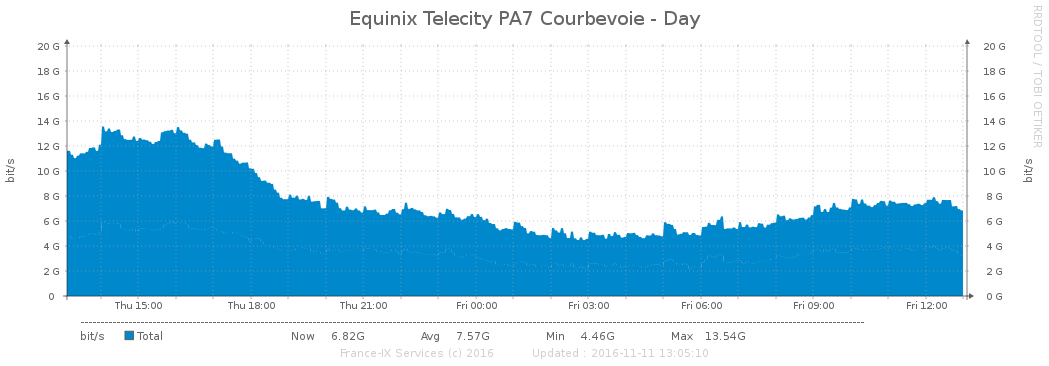 Equinix Telecity PA7 Courbevoie - Day
RRDTOOL / TOBI OETIKER
20 G 20 G
18 G 18 G
16 G 16 G
14 G 14 G
12 G 12 G
10 G 10 G
8 G 8 G
6 G 6 G
4 G 4 G
2 G 2 G
0 0 G
bit/s bit/s
Thu 15:00 Thu 18:00 Thu 21:00 Fri 00:00 Fri 03:00 Fri 06:00 Fri 09:00 Fri 12:00
bit/s Total Now 6.82G Avg 7.57G Min 4.46G Max 13.54G
France-IX Services (c) 2016 Updated : 2016-11-11 13:05:10